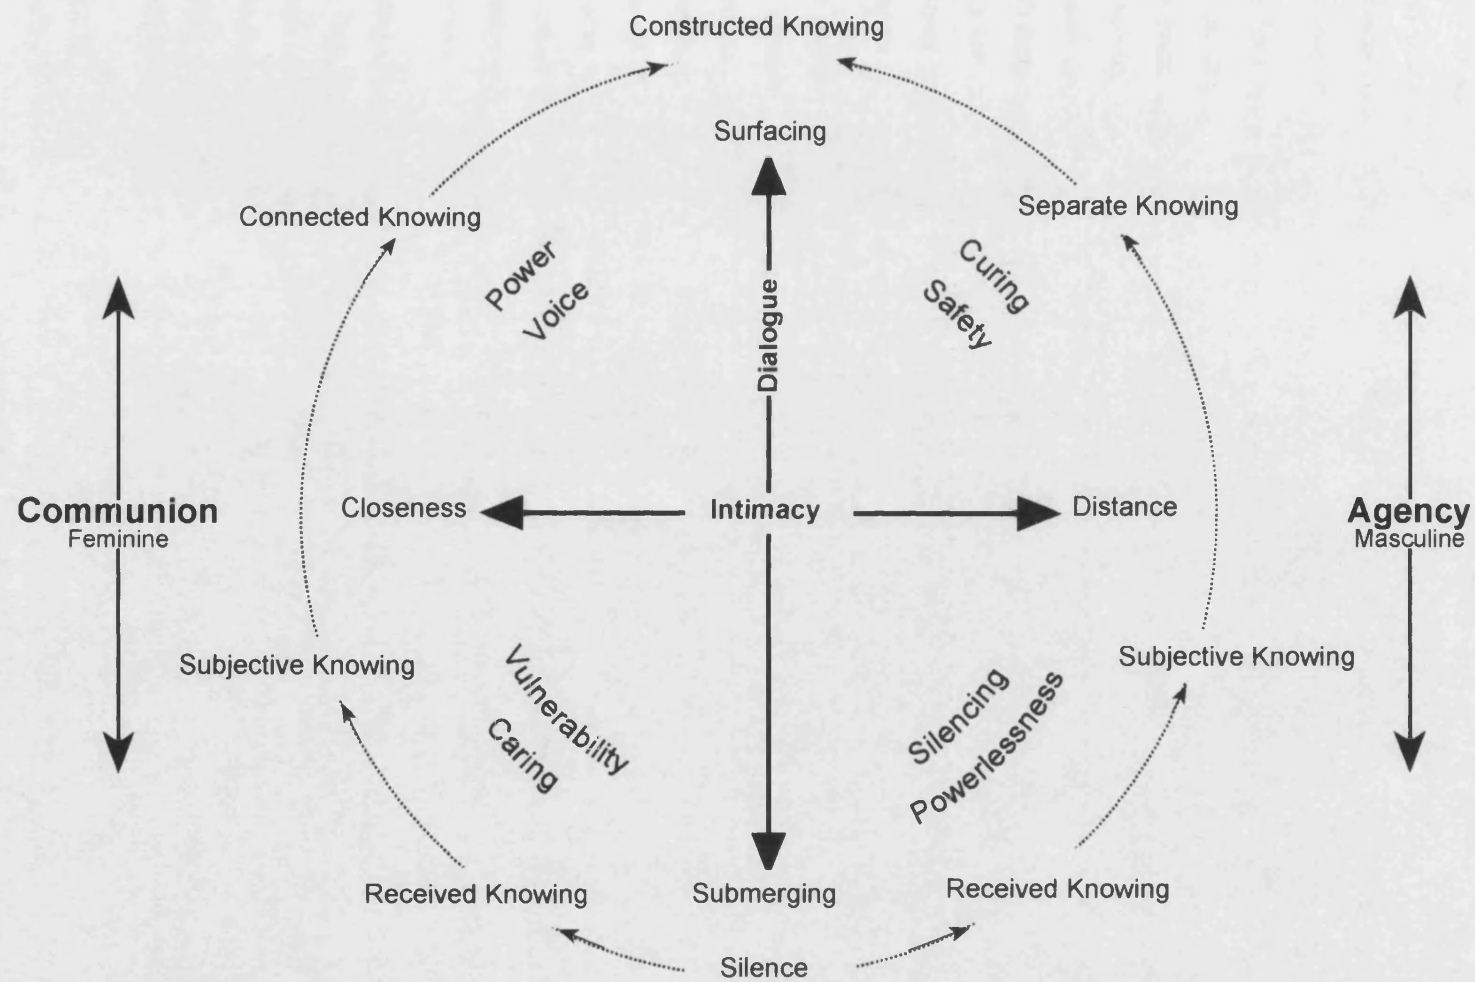 Constructed Knowing
Surfacing
Connected Knowing
Separate Knowing
Power
Voice
Dialogue
Curing
Safety
Communion
Feminine
Closeness
Intimacy
Distance
Agency
Masculine
Subjective Knowing
Subjective Knowing
Vulnerability
Caring
Silencing
Powerlessness
Received Knowing
Submerging
Received Knowing
Silence